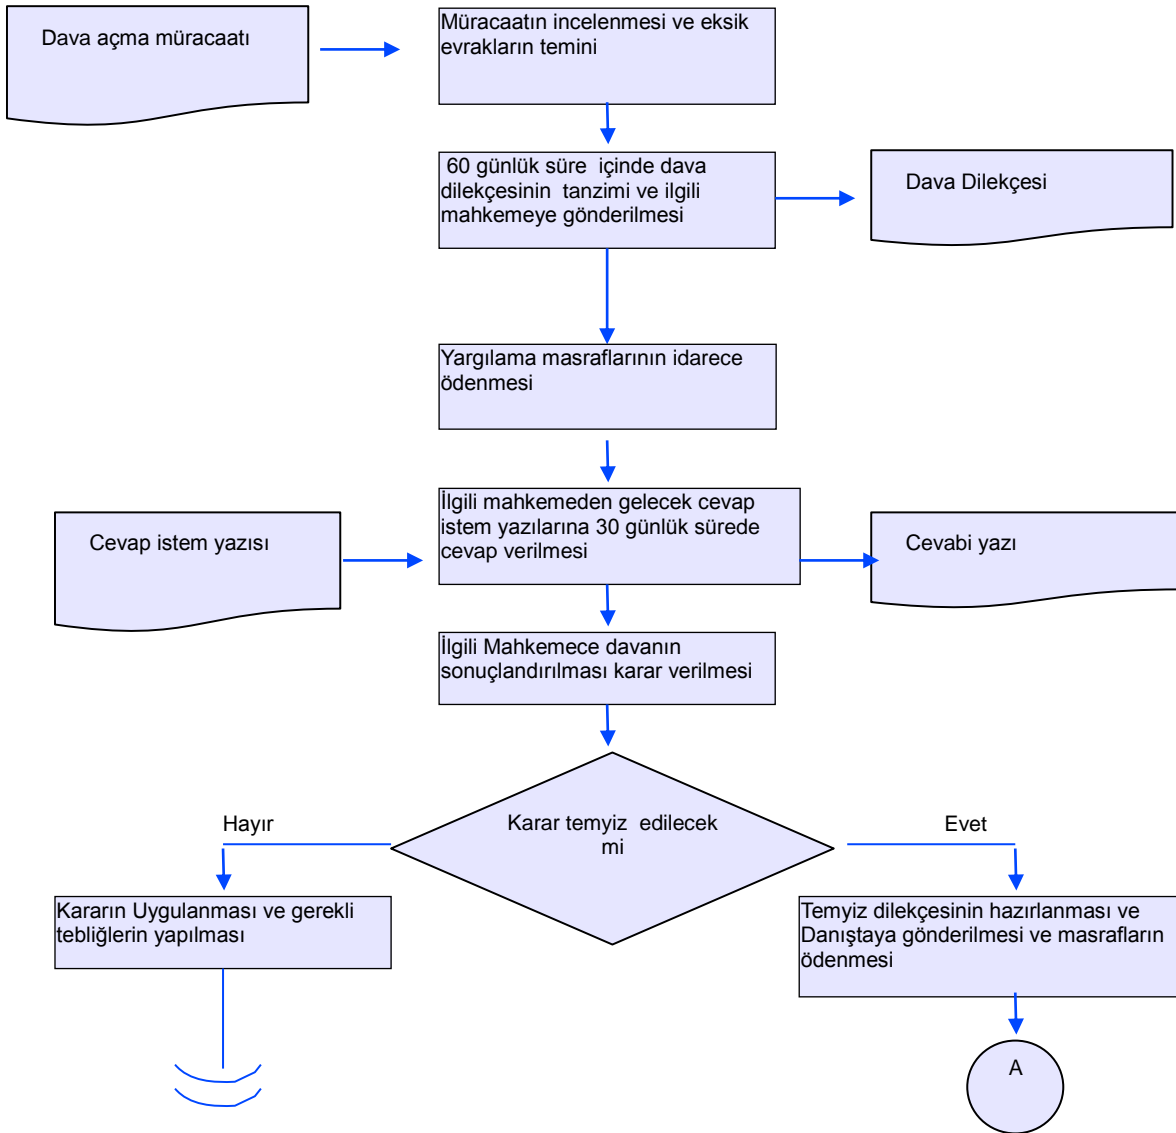 Dava açma müracaatı
Müracaatın incelenmesi ve eksik
evrakların temini
60 günlük süre içinde dava
dilekçesinin tanzimi ve ilgili
mahkemeye gönderilmesi
Dava Dilekçesi
Yargılama masraflarının idarece
ödenmesi
Cevap istem yazısı
İlgili mahkemeden gelecek cevap
istem yazılarına 30 günlük sürede
cevap verilmesi
Cevabi yazı
İlgili Mahkemece davanın
sonuçlandırılması karar verilmesi
Karar temyiz edilecek
mi
Hayır
Evet
Kararın Uygulanması ve gerekli
tebliğlerin yapılması
Temyiz dilekçesinin hazırlanması ve
Danıştaya gönderilmesi ve masrafların
ödenmesi
A